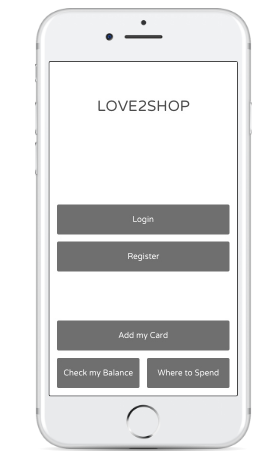 LOVE2SHOP
Login
Register
Add my Card
Check my Balance
Where to Spend